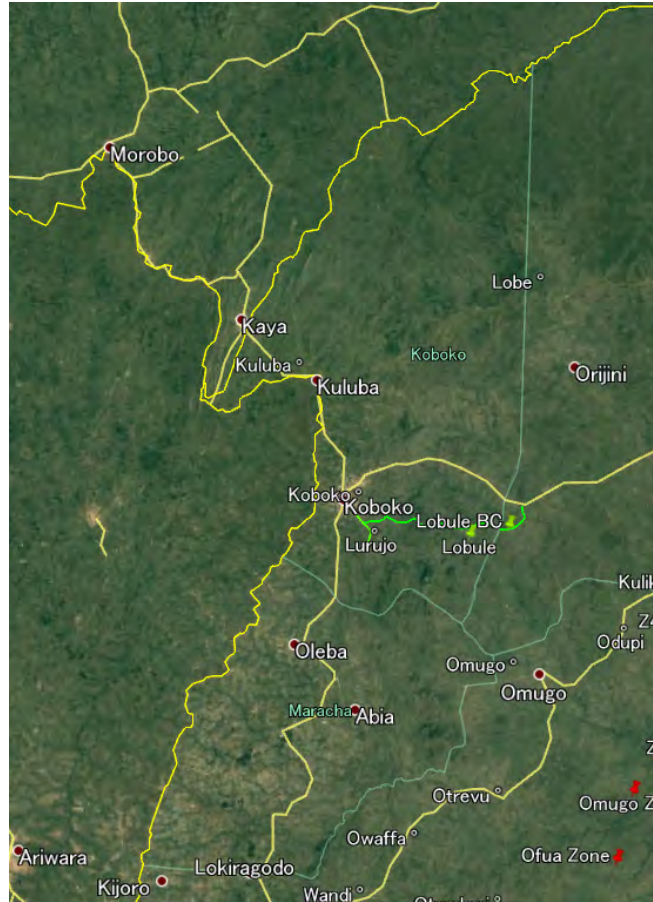 Morobo
Lobe
Kaya
Koboko
Kuluba
Orijini
Kuluba
Koboko
Koboko
Lobule BC
Lurujo
Lobule
Kulik
Z4
Odupi
Oleba
Omugo
Omugo
Maracha
Abia
Z
Otrevu
Omugo Z
Owaffa
Ofua Zone
Ariwara
Lokiragodo
Kijoro
Wandi